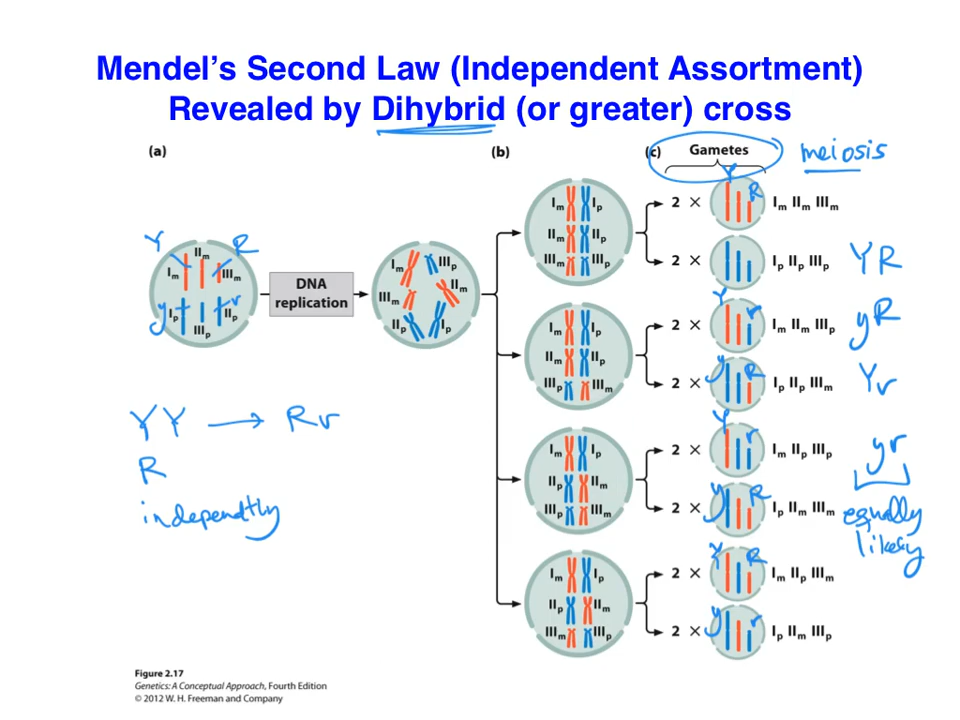 Mendel's Second Law (Independent Assortment)
Revealed by Dihybrid (or greater) cross
(a)
(b)
(c)
Gametes
meiosis
Y
R
Im
IIm
IIIm
y
r
Ip
IIIp
IIp
DNA
replication
Im
IIIp
IIIm
IIm
IIp
Ip
Im Ip
IIm IIp
IIIm IIIp
Y R
2 × Im IIm IIIm
2 × Ip IIp IIIp
YR
Im Ip
IIm IIp
IIIp IIIm
Y r
2 × Im IIm IIIp
yR
y R
2 × Ip IIp IIIm
Yr
Im Ip
IIp IIm
IIIp IIIm
Y r
2 × Im IIp IIIp
yr
y R
2 × Ip IIm IIIm
equally
likely
Im Ip
IIp IIm
IIIm IIIp
Y R
2 × Im IIp IIIm
y r
2 × Ip IIm IIIp
YY → Rr
R
independtly
Figure 2.17
Genetics: A Conceptual Approach, Fourth Edition
© 2012 W. H. Freeman and Company